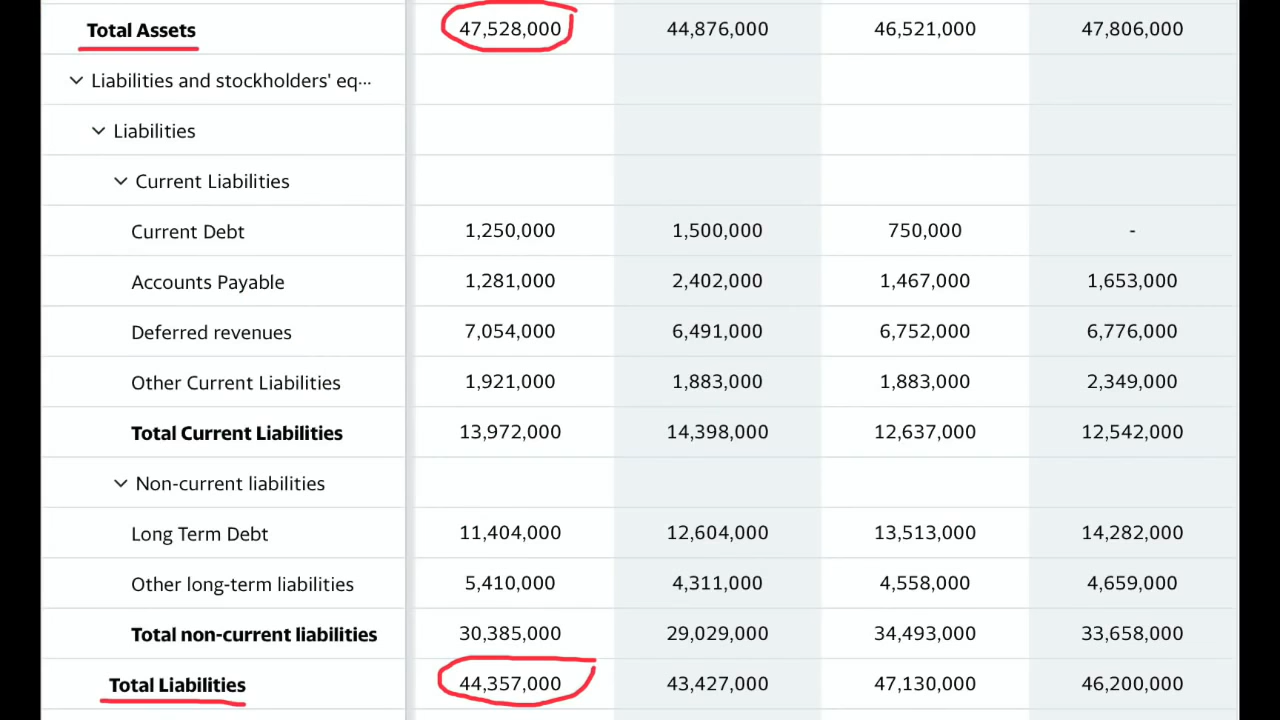 Total Assets 47,528,000 44,876,000 46,521,000 47,806,000
Liabilities and stockholders' eq...
Liabilities
Current Liabilities
Current Debt 1,250,000 1,500,000 750,000 -
Accounts Payable 1,281,000 2,402,000 1,467,000 1,653,000
Deferred revenues 7,054,000 6,491,000 6,752,000 6,776,000
Other Current Liabilities 1,921,000 1,883,000 1,883,000 2,349,000
Total Current Liabilities 13,972,000 14,398,000 12,637,000 12,542,000
Non-current liabilities
Long Term Debt 11,404,000 12,604,000 13,513,000 14,282,000
Other long-term liabilities 5,410,000 4,311,000 4,558,000 4,659,000
Total non-current liabilities 30,385,000 29,029,000 34,493,000 33,658,000
Total Liabilities 44,357,000 43,427,000 47,130,000 46,200,000